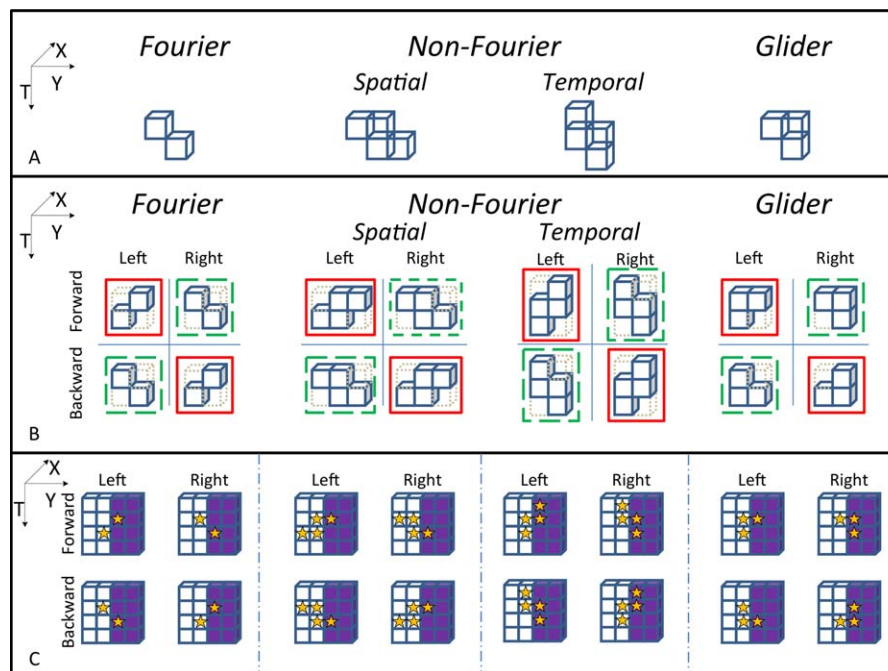 Fourier Non-Fourier Glider
X
Spatial Temporal
Y
T
A
Fourier Non-Fourier Glider
X
Y
Spatial Temporal
T
Left Right Left Right Left Right Left Right
Forward
Backward
B
X
Y
T
Left Right Left Right Left Right Left Right
Forward
Backward
C